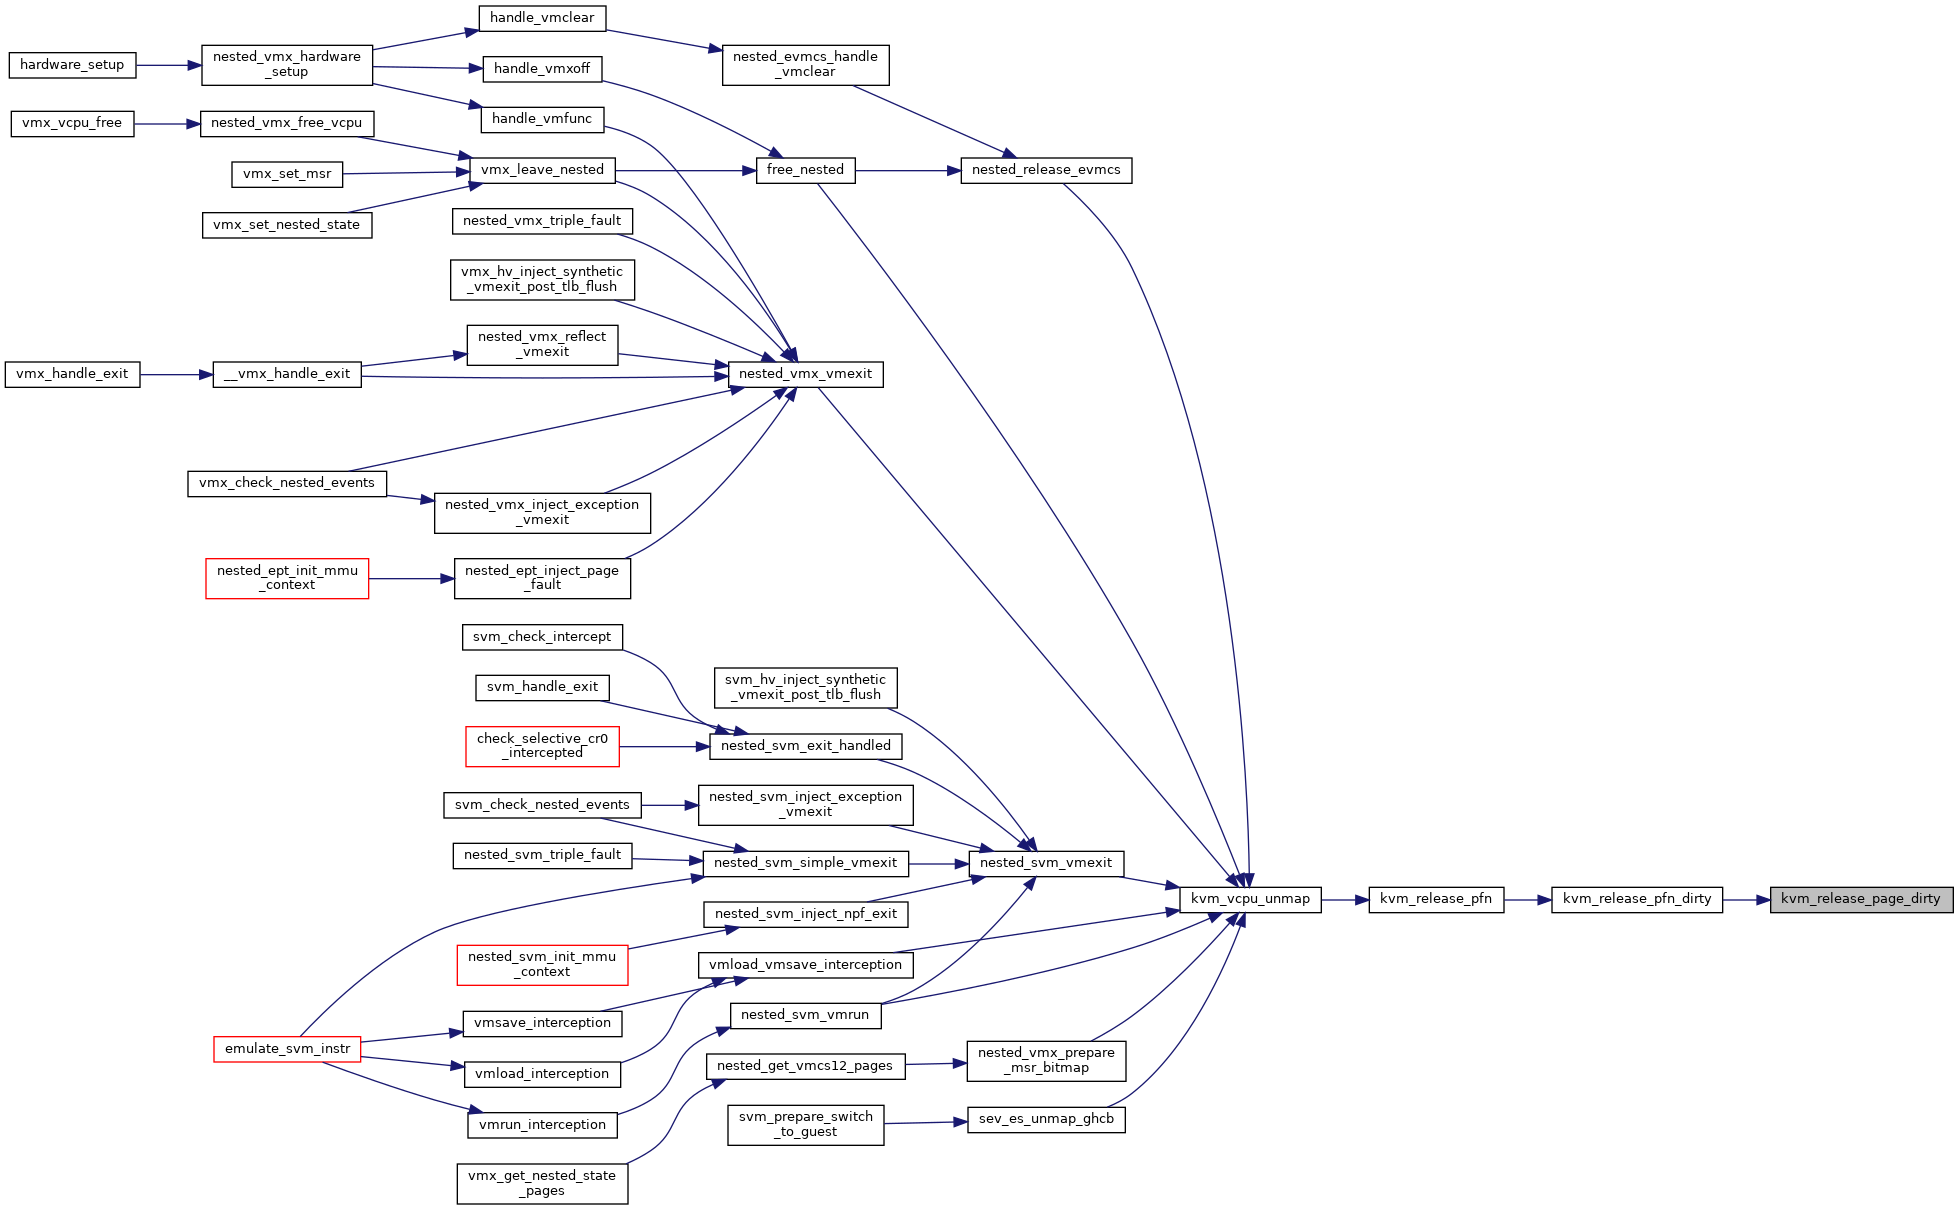 handle_vmclear
nested_evmcs_handle
_vmclear
hardware_setup
nested_vmx_hardware
_setup
handle_vmxoff
handle_vmfunc
vmx_vcpu_free
nested_vmx_free_vcpu
vmx_set_msr
vmx_leave_nested
free_nested
nested_release_evmcs
vmx_set_nested_state
nested_vmx_triple_fault
vmx_hv_inject_synthetic
_vmexit_post_tlb_flush
nested_vmx_reflect
_vmexit
vmx_handle_exit
__vmx_handle_exit
nested_vmx_vmexit
vmx_check_nested_events
nested_vmx_inject_exception
_vmexit
nested_ept_init_mmu
_context
nested_ept_inject_page
_fault
svm_check_intercept
svm_handle_exit
svm_hv_inject_synthetic
_vmexit_post_tlb_flush
check_selective_cr0
_intercepted
nested_svm_exit_handled
svm_check_nested_events
nested_svm_inject_exception
_vmexit
nested_svm_triple_fault
nested_svm_simple_vmexit
nested_svm_vmexit
kvm_vcpu_unmap
kvm_release_pfn
kvm_release_pfn_dirty
kvm_release_page_dirty
nested_svm_inject_npf_exit
nested_svm_init_mmu
_context
vmload_vmsave_interception
vmsave_interception
nested_svm_vmrun
emulate_svm_instr
vmload_interception
nested_get_vmcs12_pages
nested_vmx_prepare
_msr_bitmap
vmrun_interception
svm_prepare_switch
_to_guest
sev_es_unmap_ghcb
vmx_get_nested_state
_pages